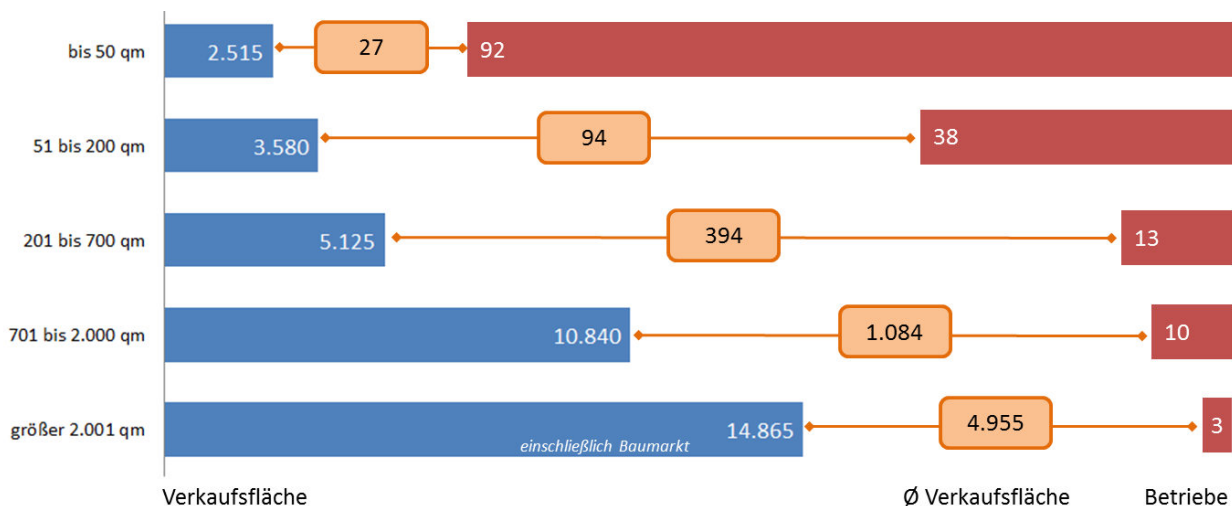 bis 50 qm 2.515 27 92
51 bis 200 qm 3.580 94 38
201 bis 700 qm 5.125 394 13
701 bis 2.000 qm 10.840 1.084 10
größer 2.001 qm 14.865 4.955 3
einschließlich Baumarkt
Verkaufsfläche Ø Verkaufsfläche Betriebe